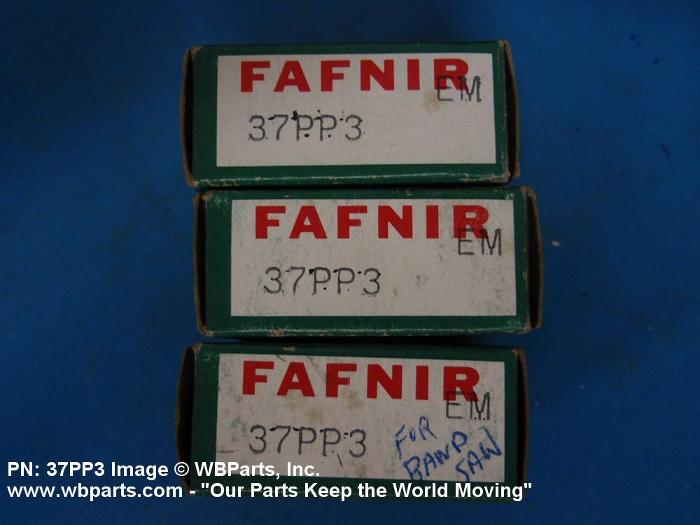 FAFNIR
EM
37PP3
FAFNIR
EM
37PP3
FAFNIR
EM
37PP3
FOR
BAND
SAW
PN: 37PP3 Image © WBParts, Inc.
www.wbparts.com - "Our Parts Keep the World Moving"